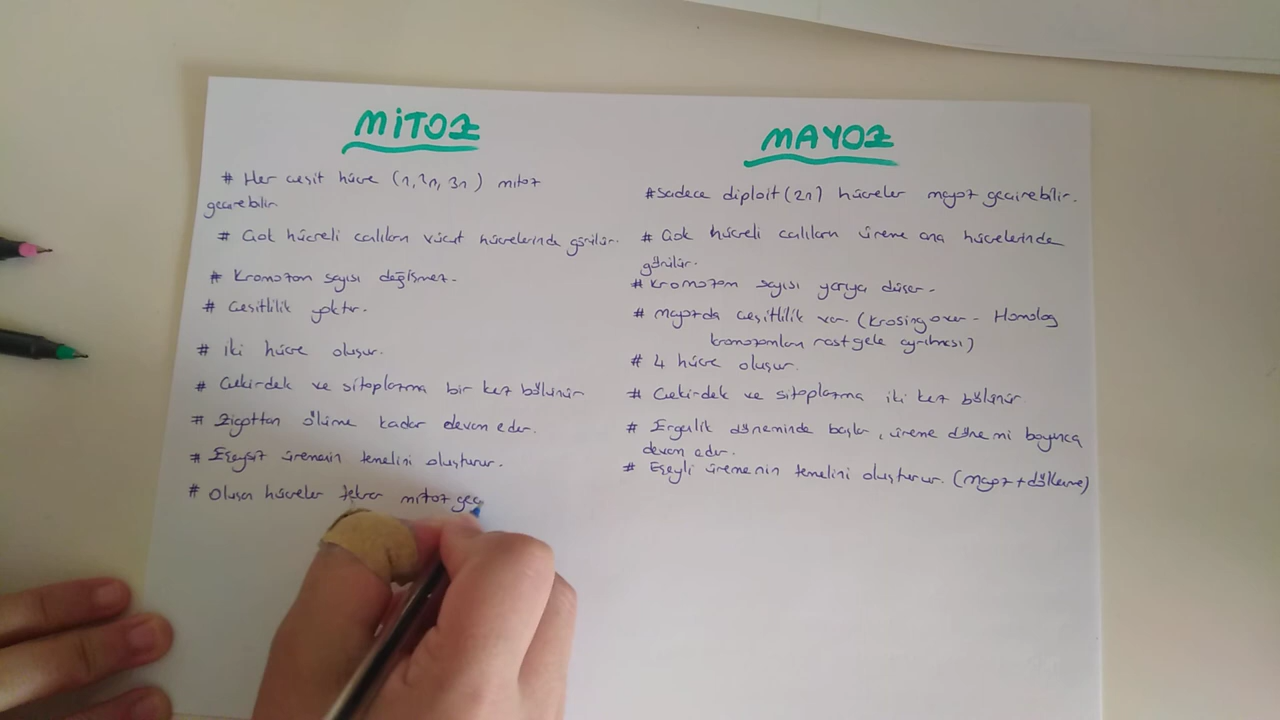 MİTOZ
# Her çeşit hücre (n, 2n, 3n) mitoz
geçirebilir.
# Çok hücreli canlıların vücut hücrelerinde görülür.
# Kromozom sayısı değişmez.
# Çeşitlilik yoktur.
# İki hücre oluşur.
# Çekirdek ve sitoplazma bir kez bölünür
# Zigottan ölüme kadar devam eder.
# Eşeysiz üremenin temelini oluşturur.
# Oluşan hücreler tekrar mitoz geç
MAYOZ
# Sadece diploit (2n) hücreler mayoz geçirebilir.
# Çok hücreli canlıların üreme ana hücrelerinde
görülür.
# Kromozom sayısı yarıya düşer.
# Mayozda çeşitlilik var. (Krosing over - Homolog
kromozomların rastgele ayrılması)
# 4 hücre oluşur.
# Çekirdek ve sitoplazma iki kez bölünür
# Ergenlik döneminde başlar, üreme dönemi boyunca
devam eder.
# Eşeyli üremenin temelini oluşturur. (Mayoz + döllenme)